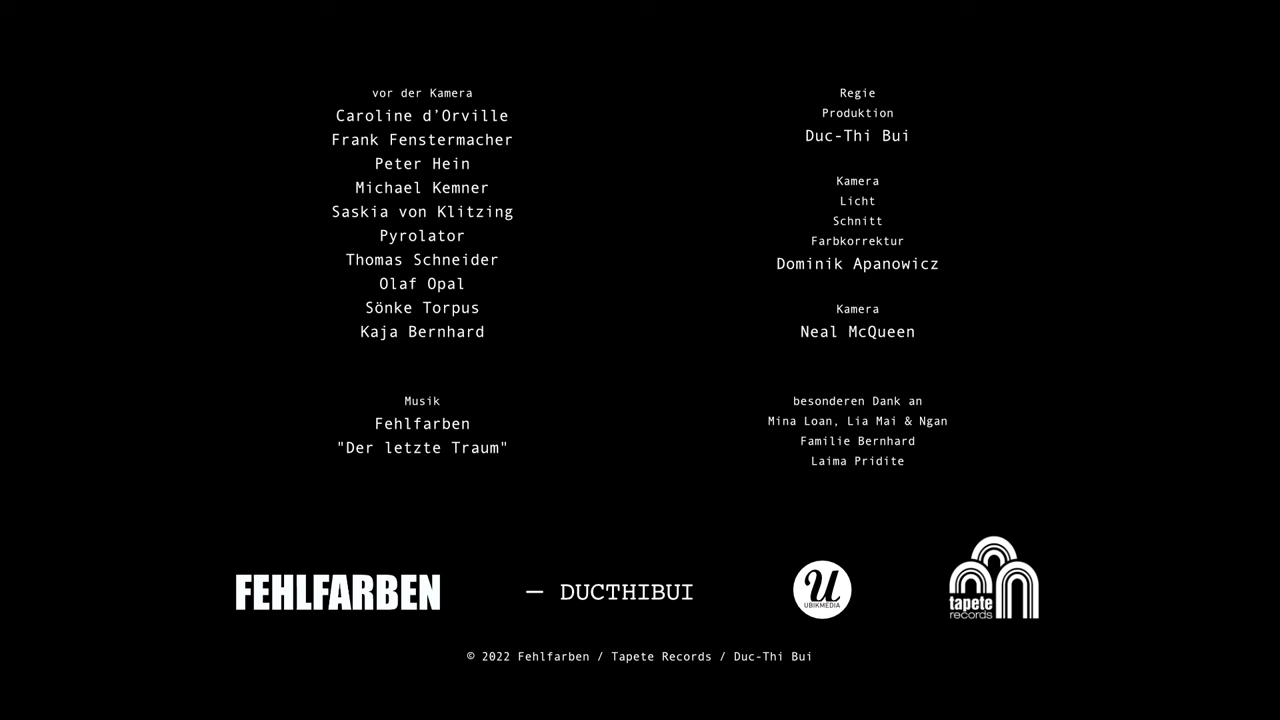 vor der Kamera
Caroline d’Orville
Frank Fenstermacher
Peter Hein
Michael Kemner
Saskia von Klitzing
Pyrolator
Thomas Schneider
Olaf Opal
Sönke Torpus
Kaja Bernhard
Musik
Fehlfarben
"Der letzte Traum"
Regie
Produktion
Duc-Thi Bui
Kamera
Licht
Schnitt
Farbkorrektur
Dominik Apanowicz
Kamera
Neal McQueen
besonderen Dank an
Mina Loan, Lia Mai & Ngan
Familie Bernhard
Laima Pridite
FEHLFARBEN
— DUCTHIBUI
U
UBIKMEDIA
tapete
records
© 2022 Fehlfarben / Tapete Records / Duc-Thi Bui